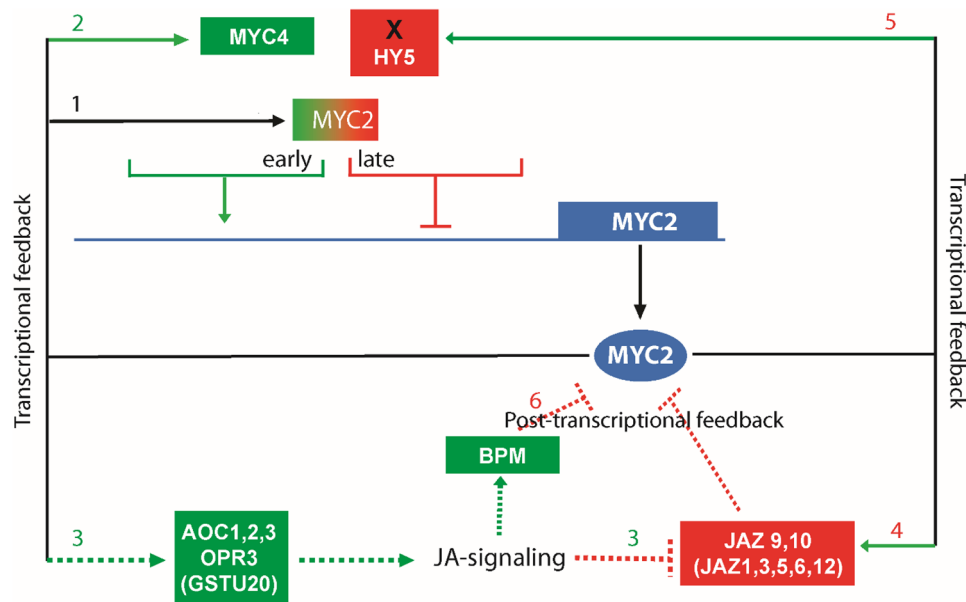 2
MYC4
X
HY5
5
1
MYC2
early
late
MYC2
Transcriptional feedback
Transcriptional feedback
MYC2
6
Post-transcriptional feedback
BPM
3
AOC1,2,3
OPR3
(GSTU20)
JA-signaling
3
JAZ 9,10
(JAZ1,3,5,6,12)
4